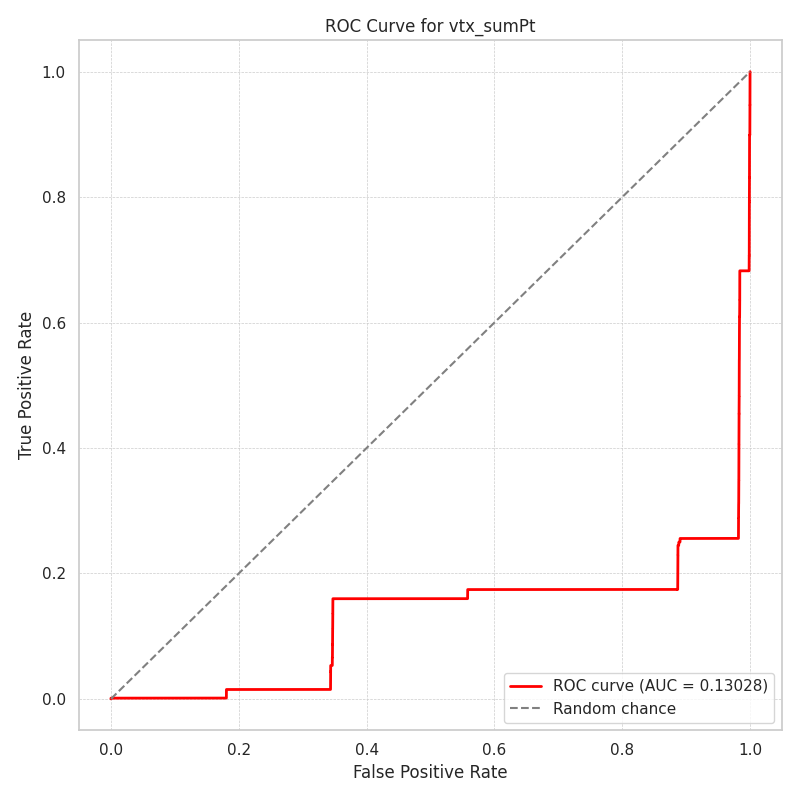 ROC Curve for vtx_sumPt
True Positive Rate
1.0
0.8
0.6
0.4
0.2
0.0
0.0 0.2 0.4 0.6 0.8 1.0
False Positive Rate
ROC curve (AUC = 0.13028)
Random chance